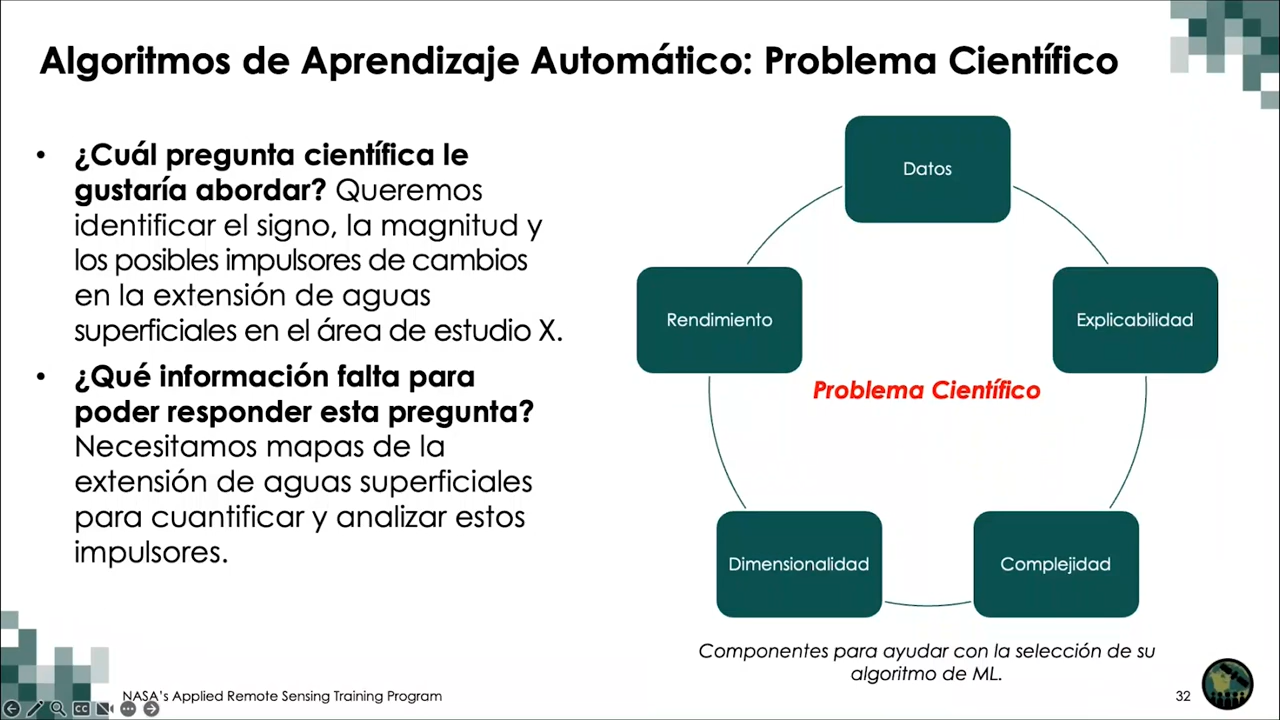 Algoritmos de Aprendizaje Automático: Problema Científico
• ¿Cuál pregunta científica le
gustaría abordar? Queremos
identificar el signo, la magnitud y
los posibles impulsores de cambios
en la extensión de aguas
superficiales en el área de estudio X.
• ¿Qué información falta para
poder responder esta pregunta?
Necesitamos mapas de la
extensión de aguas superficiales
para cuantificar y analizar estos
impulsores.
Datos
Rendimiento
Explicabilidad
Problema Científico
Dimensionalidad
Complejidad
Componentes para ayudar con la selección de su
algoritmo de ML.
NASA's Applied Remote Sensing Training Program
32
CC